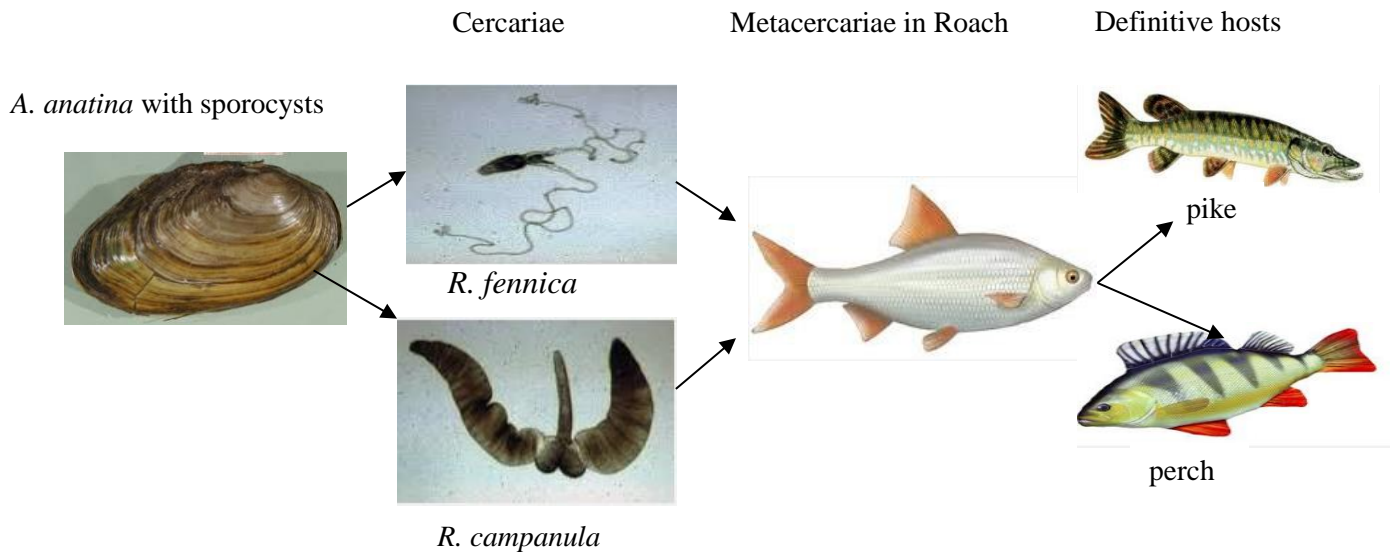 Cercariae
Metacercariae in Roach
Definitive hosts
A. anatina with sporocysts
R. fennica
pike
R. campanula
perch